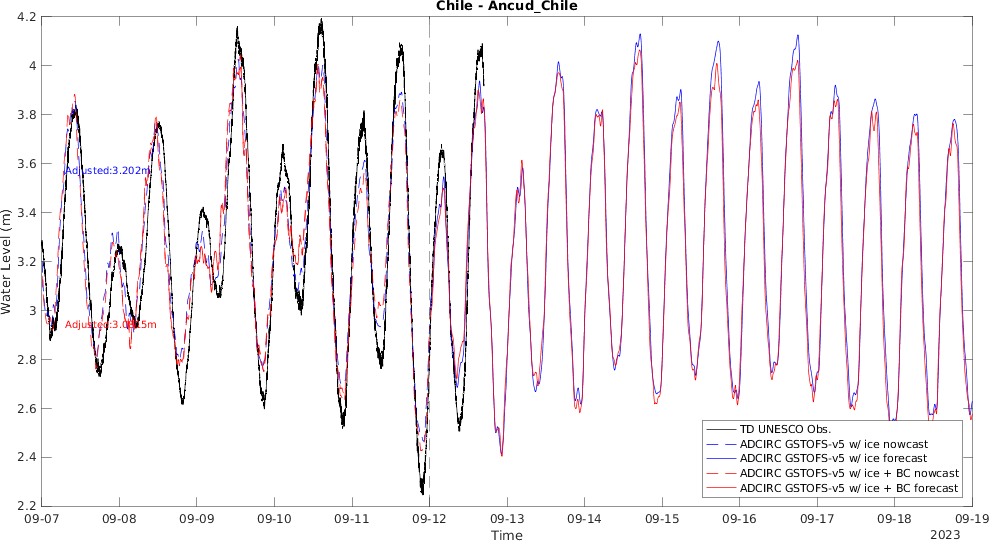 Chile - Ancud_Chile
4.2
4
3.8
3.6
3.4
3.2
3
2.8
2.6
2.4
2.2
Water Level (m)
Adjusted:3.202m
TD UNESCO Obs.
ADCIRC GSTOFS-v5 w/ ice nowcast
ADCIRC GSTOFS-v5 w/ ice forecast
ADCIRC GSTOFS-v5 w/ ice + BC nowcast
ADCIRC GSTOFS-v5 w/ ice + BC forecast
09-07 09-08 09-09 09-10 09-11 09-12 09-13 09-14 09-15 09-16 09-17 09-18 09-19
Time
2023